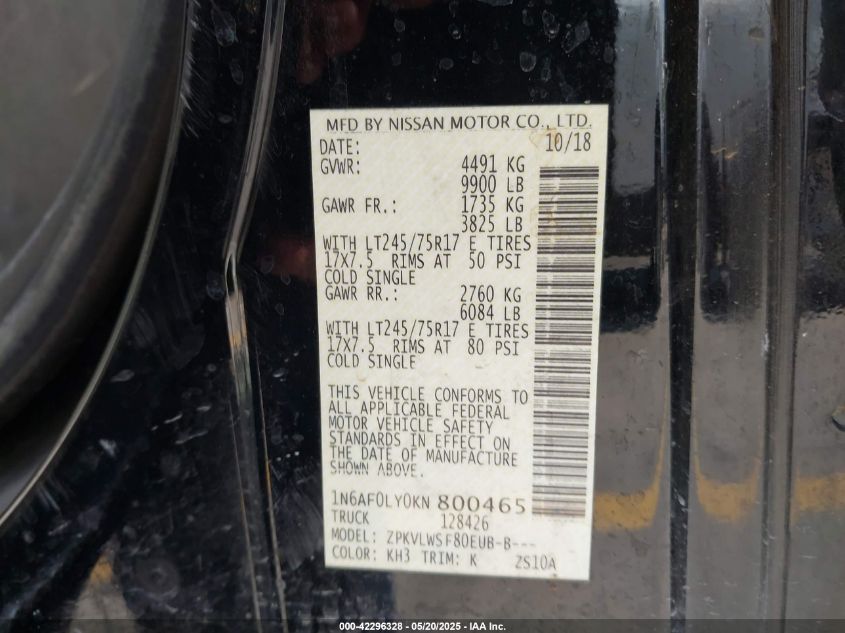 MFD BY NISSAN MOTOR CO., LTD.
DATE: 10/18
GVWR: 4491 KG
9900 LB
GAWR FR.: 1735 KG
3825 LB
WITH LT245/75R17 E TIRES
17X7.5 RIMS AT 50 PSI
COLD SINGLE
GAWR RR.: 2760 KG
6084 LB
WITH LT245/75R17 E TIRES
17X7.5 RIMS AT 80 PSI
COLD SINGLE
THIS VEHICLE CONFORMS TO
ALL APPLICABLE FEDERAL
MOTOR VEHICLE SAFETY
STANDARDS IN EFFECT ON
THE DATE OF MANUFACTURE
SHOWN ABOVE.
1N6AF0LY0KN 800465
TRUCK 128426
MODEL: ZPKVLWSF80EUB-B---
COLOR: KH3 TRIM: K ZS10A
000-42296328 - 05/20/2025 - IAA Inc.